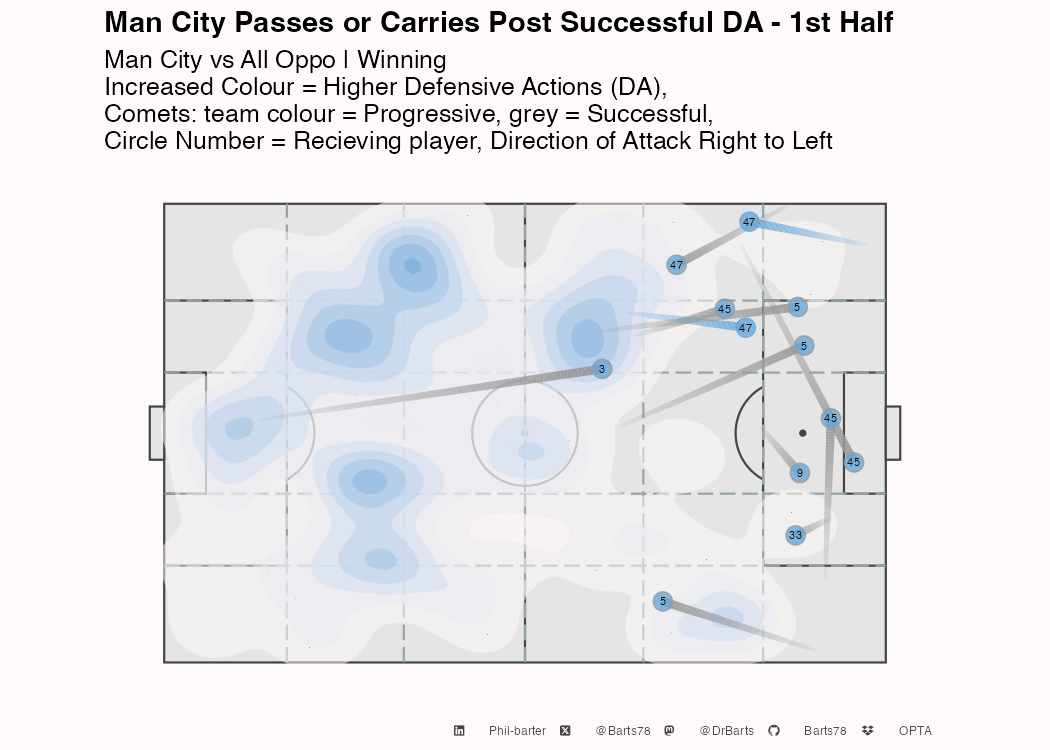 Man City Passes or Carries Post Successful DA - 1st Half
Man City vs All Oppo | Winning
Increased Colour = Higher Defensive Actions (DA),
Comets: team colour = Progressive, grey = Successful,
Circle Number = Recieving player, Direction of Attack Right to Left
47
47
45
5
47
5
3
45
45
9
33
5
Phil-barter @Barts78 @DrBarts Barts78 OPTA